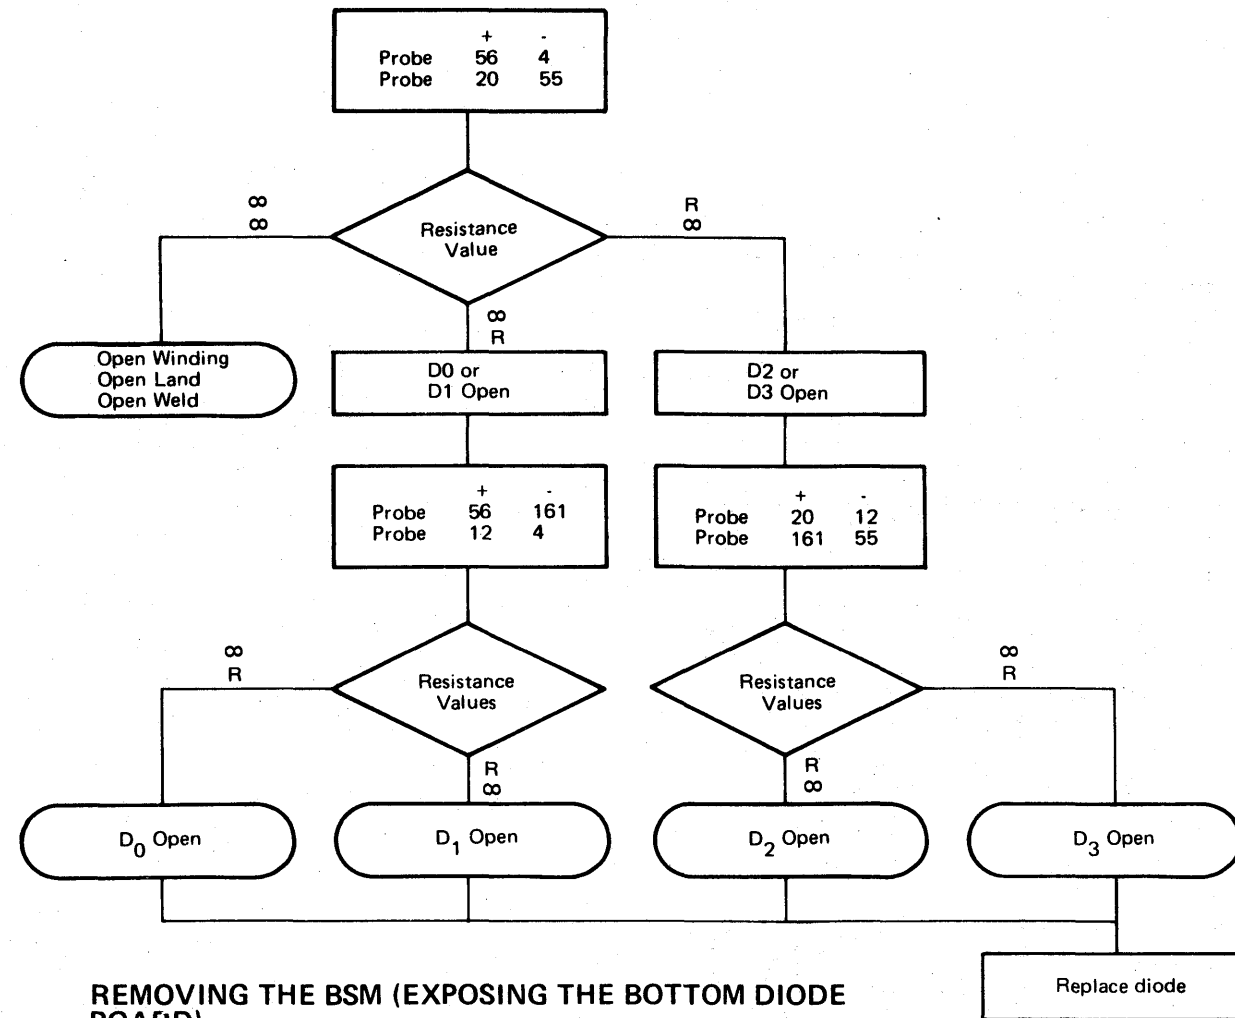 + -
Probe 56 4
Probe 20 55
∞
∞
Resistance
Value
R
∞
∞
R
Open Winding
Open Land
Open Weld
D0 or
D1 Open
D2 or
D3 Open
+ -
Probe 56 161
Probe 12 4
+ -
Probe 20 12
Probe 161 55
∞
R
Resistance
Values
Resistance
Values
∞
R
R
∞
R
∞
D0 Open
D1 Open
D2 Open
D3 Open
Replace diode
REMOVING THE BSM (EXPOSING THE BOTTOM DIODE